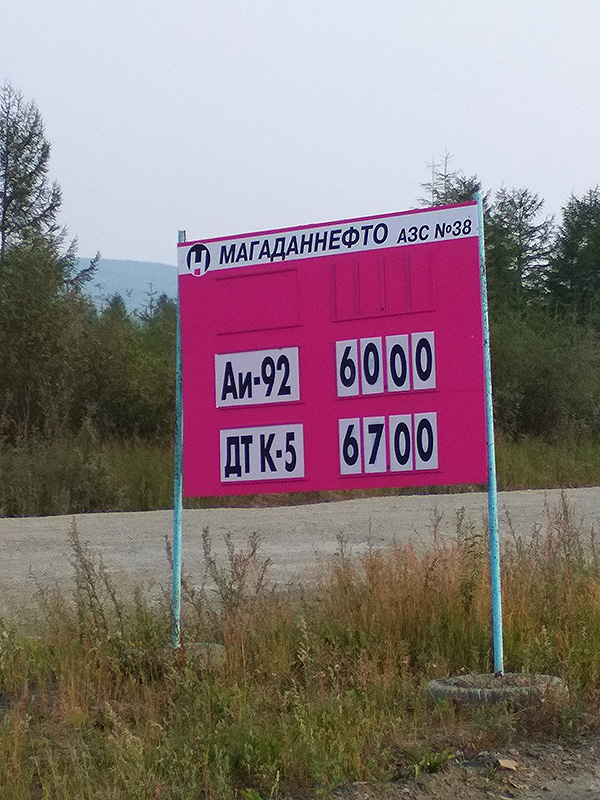 МАГАДАННЕФТО АЗС №38
Аи-92 6000
ДТ К-5 6700